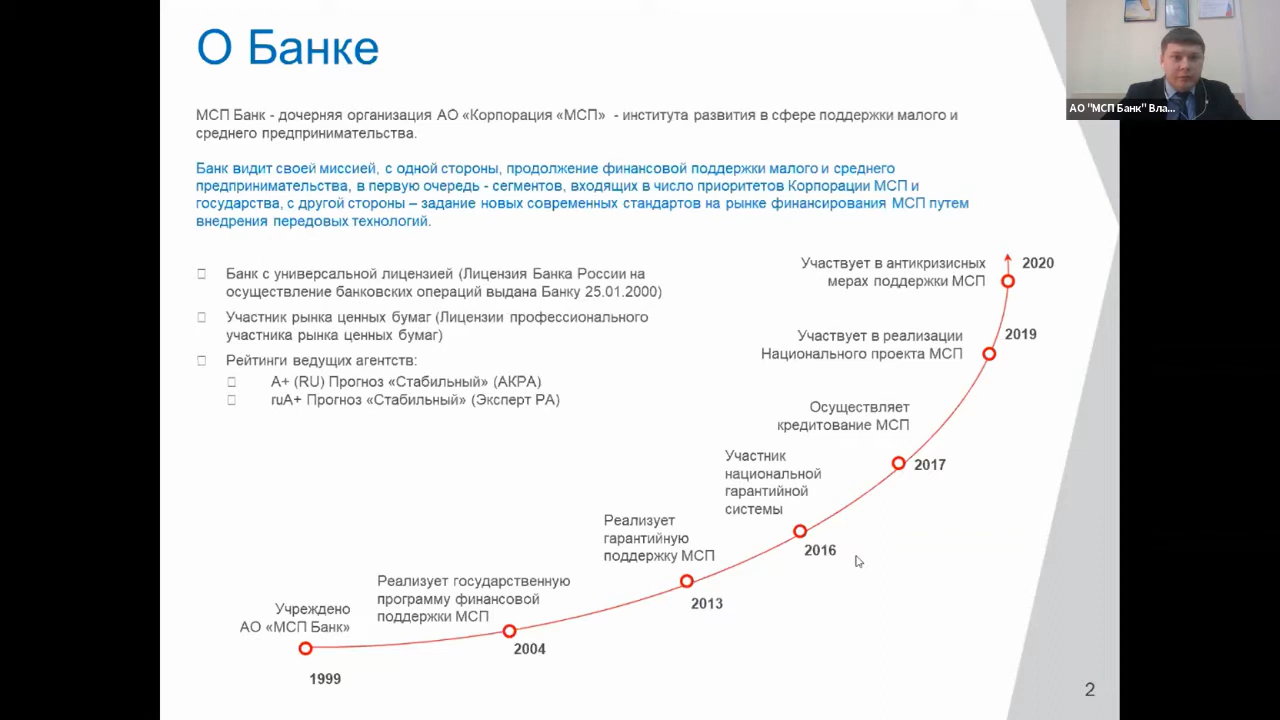 О Банке
АО "МСП Банк" Вла...
МСП Банк - дочерняя организация АО «Корпорация «МСП» - института развития в сфере поддержки малого и
среднего предпринимательства.
Банк видит своей миссией, с одной стороны, продолжение финансовой поддержки малого и среднего
предпринимательства, в первую очередь - сегментов, входящих в число приоритетов Корпорации МСП и
государства, с другой стороны – задание новых современных стандартов на рынке финансирования МСП путем
внедрения передовых технологий.
Банк с универсальной лицензией (Лицензия Банка России на
осуществление банковских операций выдана Банку 25.01.2000)
Участник рынка ценных бумаг (Лицензии профессионального
участника рынка ценных бумаг)
Рейтинги ведущих агентств:
А+ (RU) Прогноз «Стабильный» (АКРА)
ruА+ Прогноз «Стабильный» (Эксперт РА)
Участвует в антикризисных
мерах поддержки МСП
2020
Участвует в реализации
Национального проекта МСП
2019
Осуществляет
кредитование МСП
2017
Участник
национальной
гарантийной
системы
2016
Реализует
гарантийную
поддержку МСП
2013
Реализует государственную
программу финансовой
поддержки МСП
2004
Учреждено
АО «МСП Банк»
1999
2